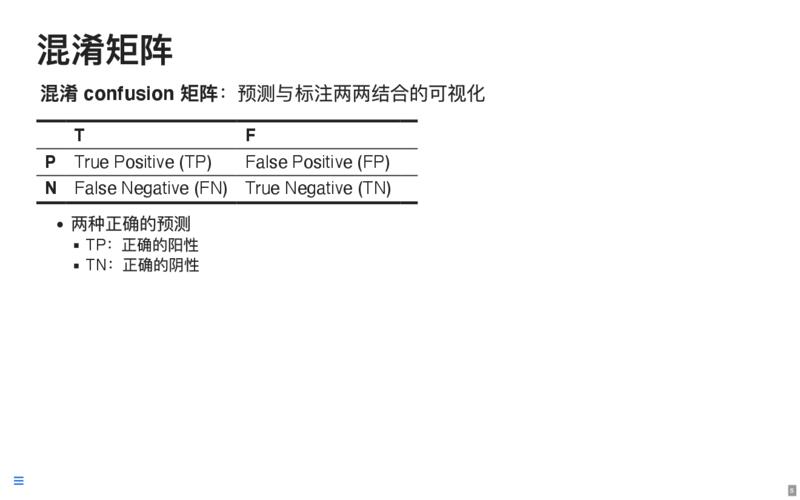 混淆矩阵
混淆 confusion 矩阵：预测与标注两两结合的可视化
T F
P True Positive (TP) False Positive (FP)
N False Negative (FN) True Negative (TN)
• 两种正确的预测
▪ TP：正确的阳性
▪ TN：正确的阴性